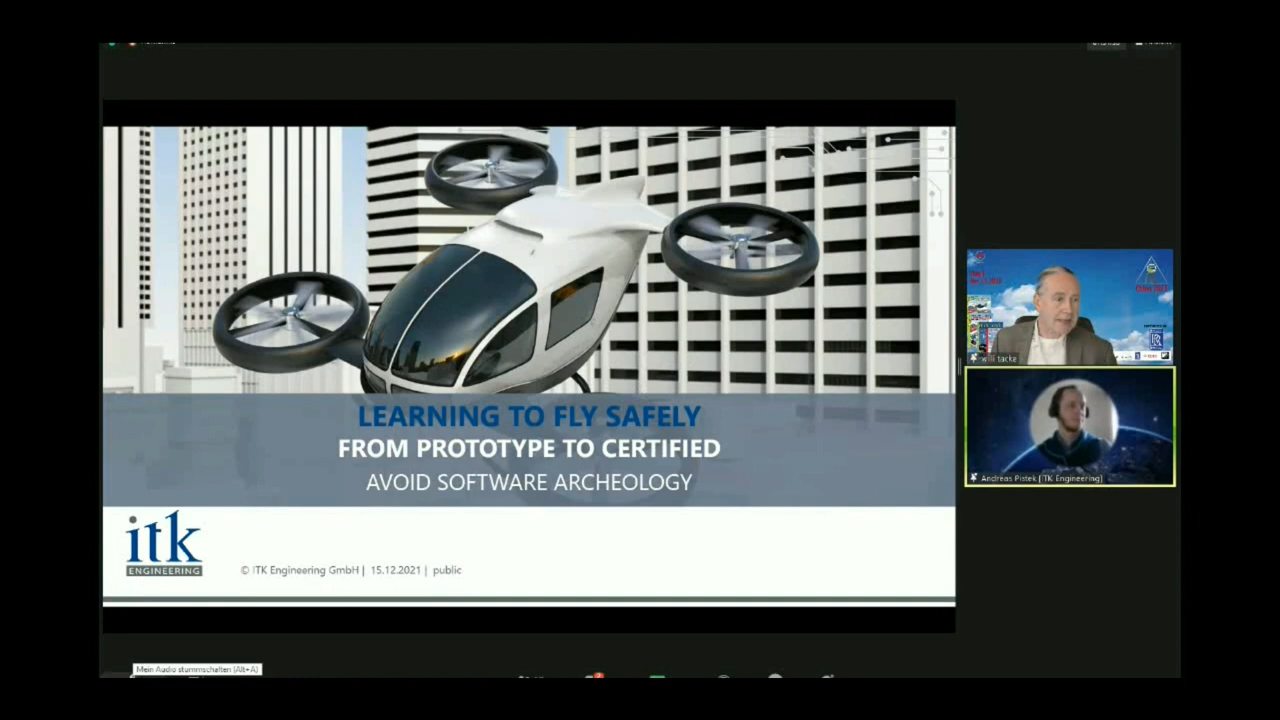 LEARNING TO FLY SAFELY
FROM PROTOTYPE TO CERTIFIED
AVOID SOFTWARE ARCHEOLOGY
itk
ENGINEERING
© ITK Engineering GmbH | 15.12.2021 | public
willi tacke
Andreas Pistek [ITK Engineering]
Mein Audio stummschalten (Alt+A)